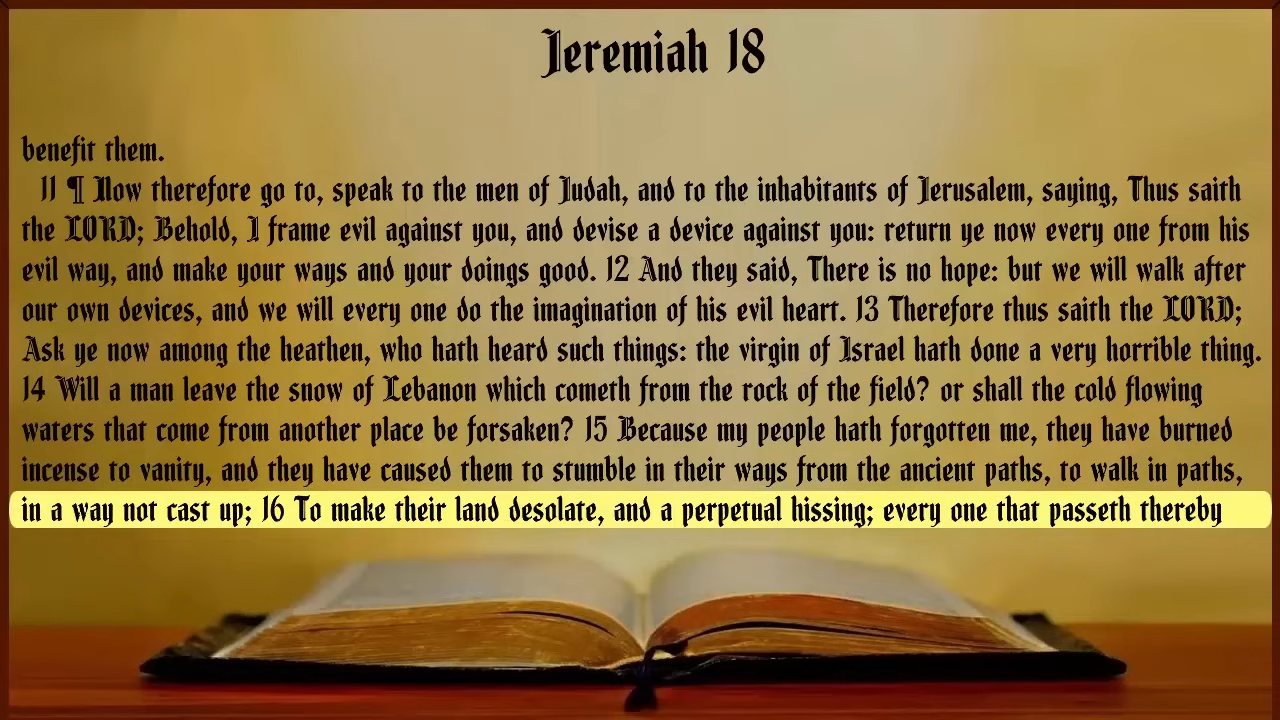 Jeremiah 18
benefit them.
11 ¶ Now therefore go to, speak to the men of Judah, and to the inhabitants of Jerusalem, saying, Thus saith
the LORD; Behold, I frame evil against you, and devise a device against you: return ye now every one from his
evil way, and make your ways and your doings good. 12 And they said, There is no hope: but we will walk after
our own devices, and we will every one do the imagination of his evil heart. 13 Therefore thus saith the LORD;
Ask ye now among the heathen, who hath heard such things: the virgin of Israel hath done a very horrible thing.
14 Will a man leave the snow of Lebanon which cometh from the rock of the field? or shall the cold flowing
waters that come from another place be forsaken? 15 Because my people hath forgotten me, they have burned
incense to vanity, and they have caused them to stumble in their ways from the ancient paths, to walk in paths,
in a way not cast up; 16 To make their land desolate, and a perpetual hissing; every one that passeth thereby